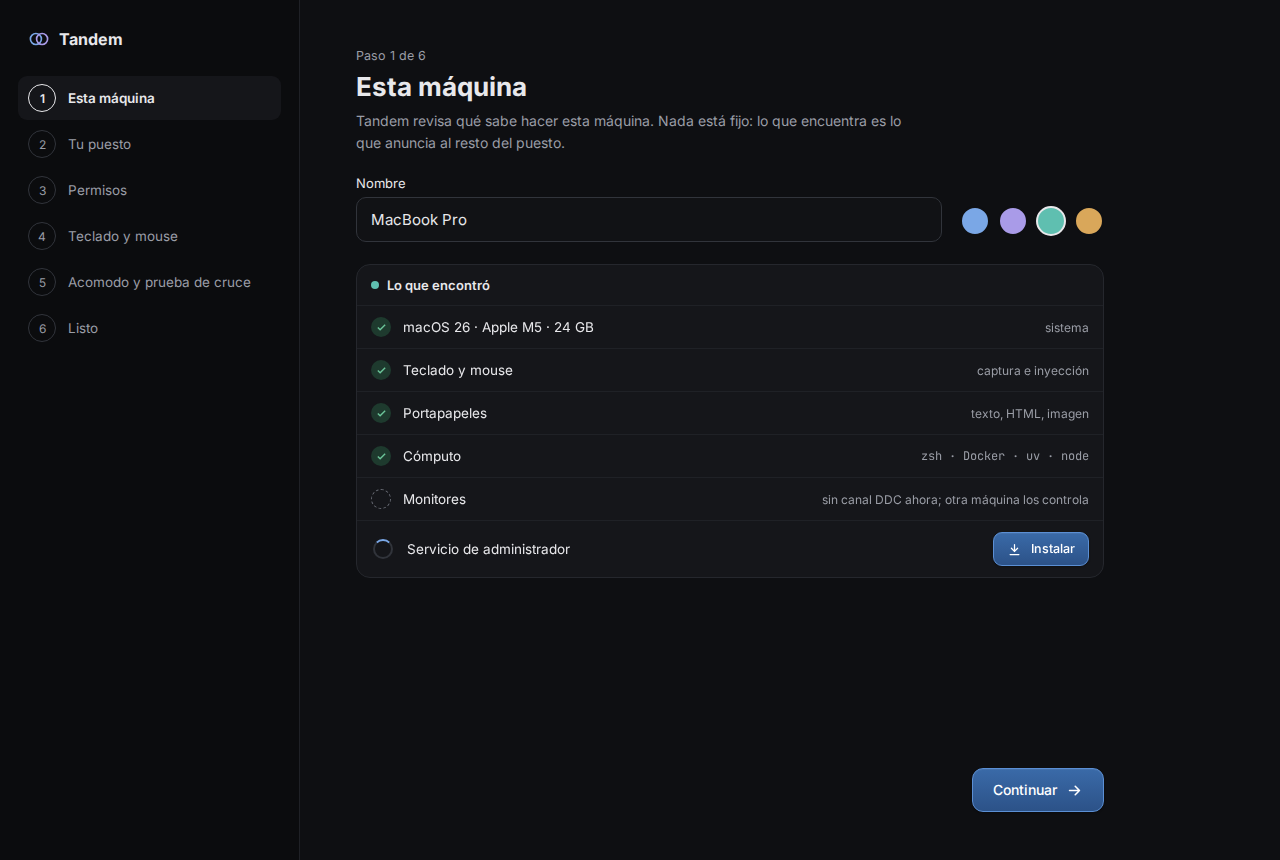 Tandem
1 Esta máquina
2 Tu puesto
3 Permisos
4 Teclado y mouse
5 Acomodo y prueba de cruce
6 Listo
Paso 1 de 6
Esta máquina
Tandem revisa qué sabe hacer esta máquina. Nada está fijo: lo que encuentra es lo
que anuncia al resto del puesto.
Nombre
MacBook Pro
Lo que encontró
macOS 26 · Apple M5 · 24 GB sistema
Teclado y mouse captura e inyección
Portapapeles texto, HTML, imagen
Cómputo zsh · Docker · uv · node
Monitores sin canal DDC ahora; otra máquina los controla
Servicio de administrador Instalar
Continuar